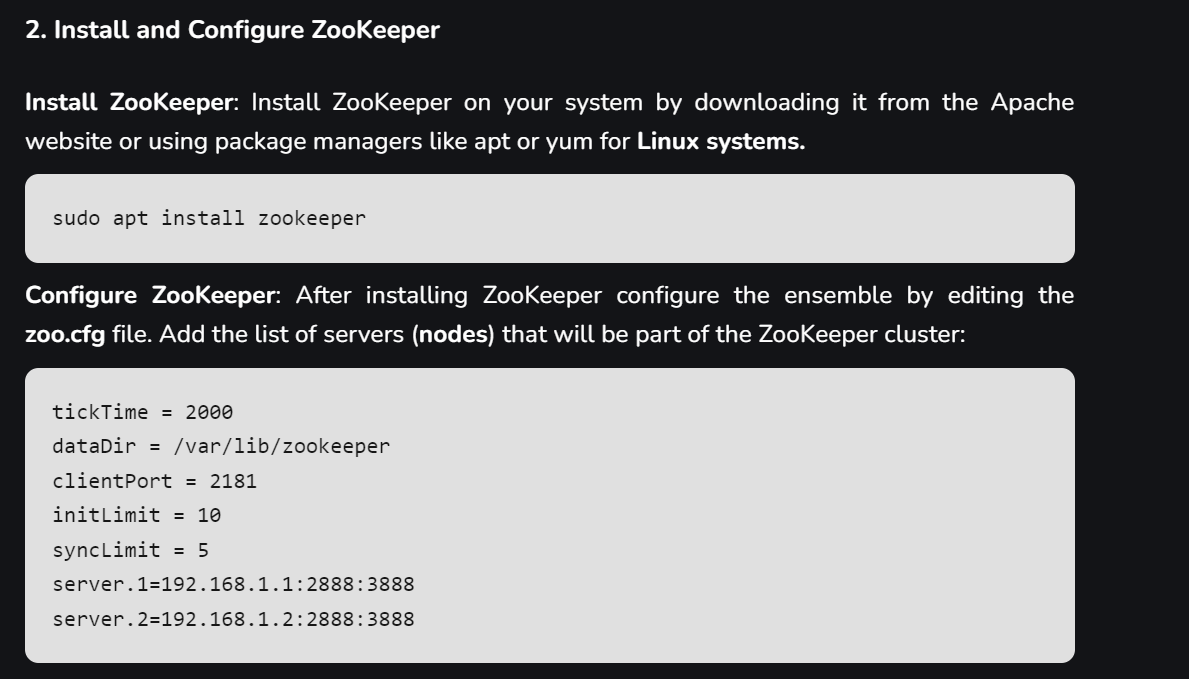 2. Install and Configure ZooKeeper
Install ZooKeeper: Install ZooKeeper on your system by downloading it from the Apache
website or using package managers like apt or yum for Linux systems.
sudo apt install zookeeper
Configure ZooKeeper: After installing ZooKeeper configure the ensemble by editing the
zoo.cfg file. Add the list of servers (nodes) that will be part of the ZooKeeper cluster:
tickTime = 2000
dataDir = /var/lib/zookeeper
clientPort = 2181
initLimit = 10
syncLimit = 5
server.1=192.168.1.1:2888:3888
server.2=192.168.1.2:2888:3888